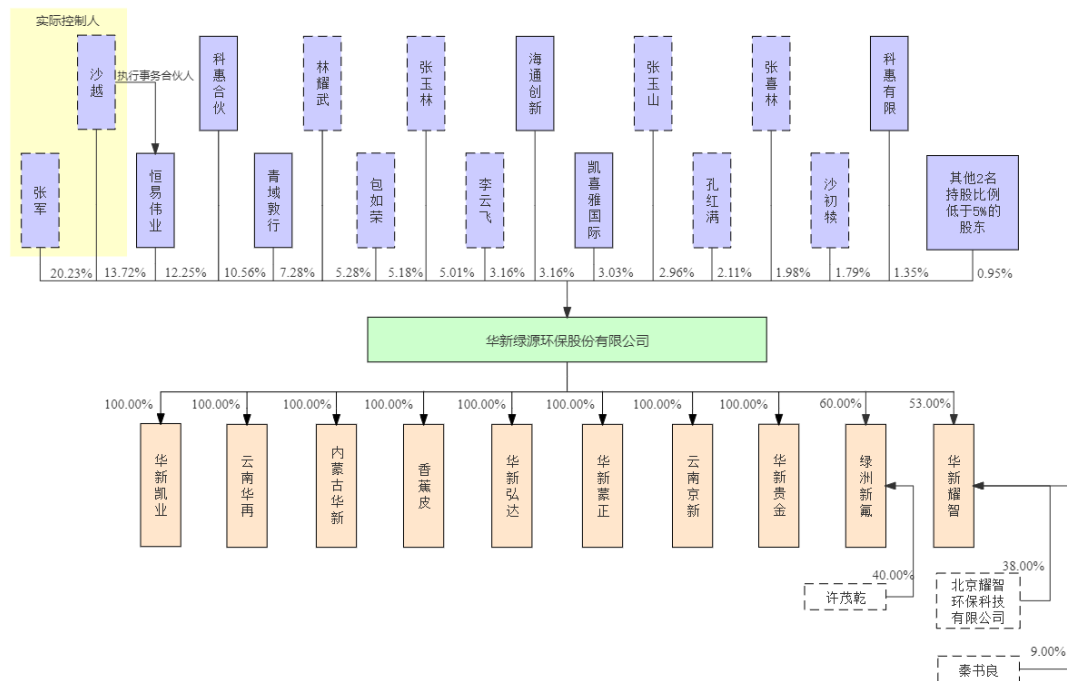 实际控制人
沙越
执行事务合伙人
科惠合伙
林耀武
张玉林
海通创新
张玉山
张喜林
科惠有限
张军
恒易伟业
青域敦行
包如荣
李云飞
凯喜雅国际
孔红满
沙初犊
其他2名
持股比例
低于5%的
股东
20.23%
13.72%
12.25%
10.56%
7.28%
5.28%
5.18%
5.01%
3.16%
3.16%
3.03%
2.96%
2.11%
1.98%
1.79%
1.35%
0.95%
华新绿源环保股份有限公司
100.00%
100.00%
100.00%
100.00%
100.00%
100.00%
100.00%
100.00%
60.00%
53.00%
华新凯业
云南华再
内蒙古华新
香蕉皮
华新弘达
华新蒙正
云南京新
华新贵金
绿洲新氟
华新耀智
40.00%
38.00%
许茂乾
北京耀智
环保科技
有限公司
9.00%
秦书良